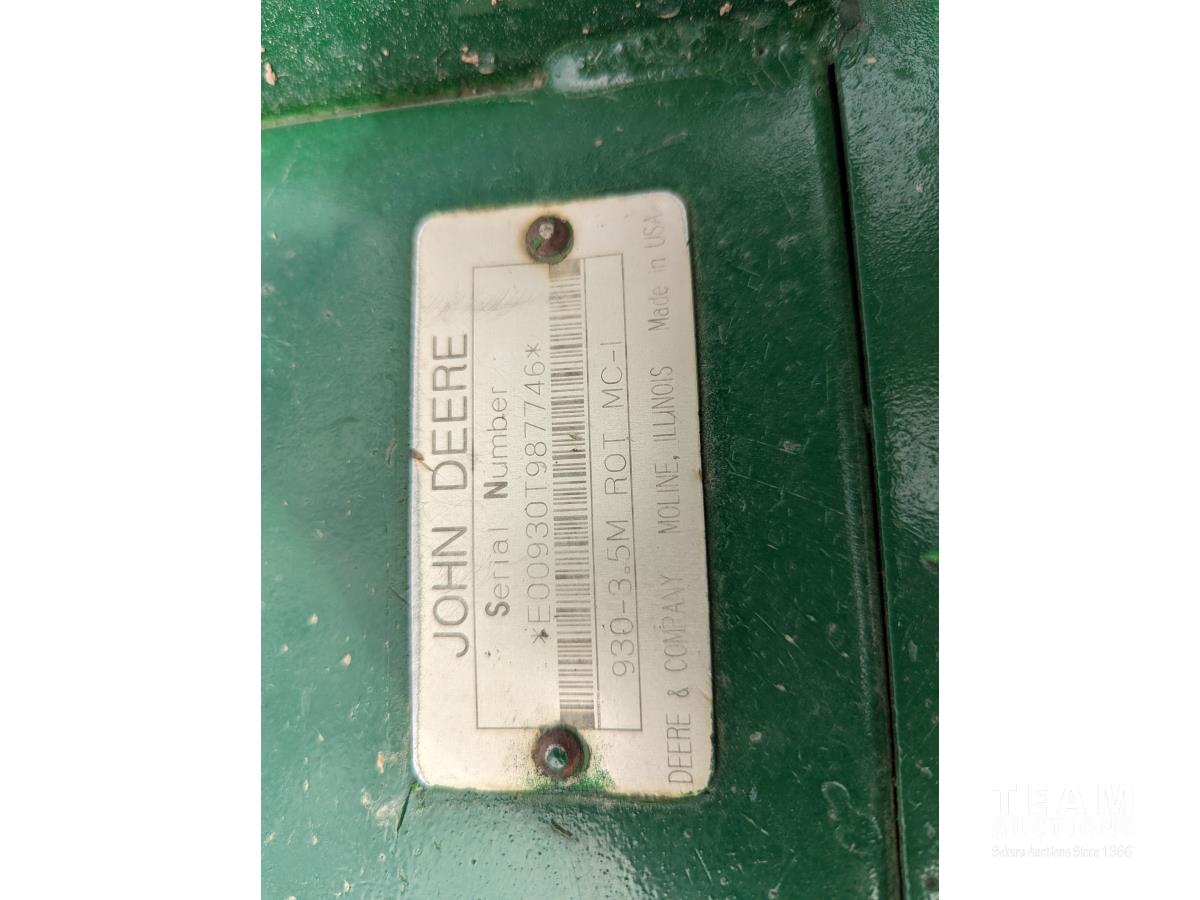 JOHN DEERE
Serial Number
*E00930T987746*
930-3.5M ROT MC-I
DEERE & COMPANY MOLINE, ILLINOIS Made in USA
TEAM
AUCTIONS
Sekura Auctions Since 1966